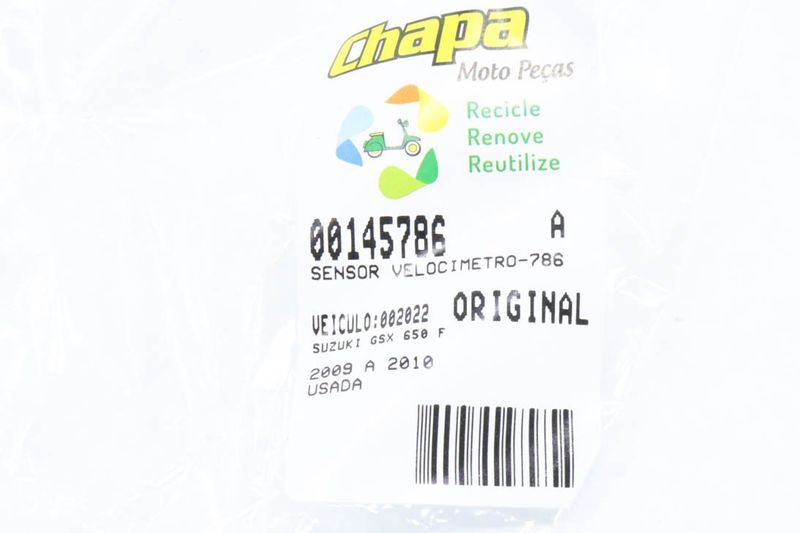 Chapa
Moto Peças
Recicle
Renove
Reutilize
00145786 A
SENSOR VELOCIMETRO-786
VEICULO:002022 ORIGINAL
SUZUKI GSX 650 F
2009 A 2010
USADA